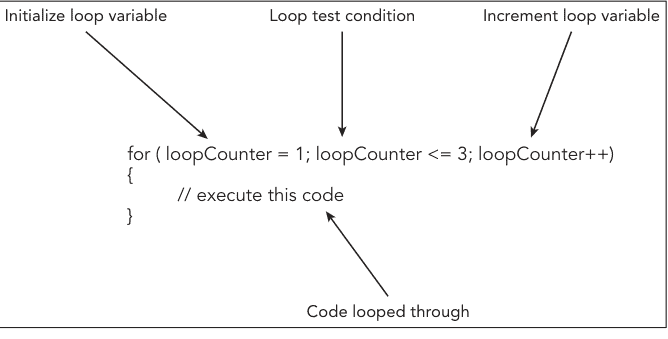 Initialize loop variable Loop test condition Increment loop variable
for ( loopCounter = 1; loopCounter <= 3; loopCounter++)
{
// execute this code
}
Code looped through